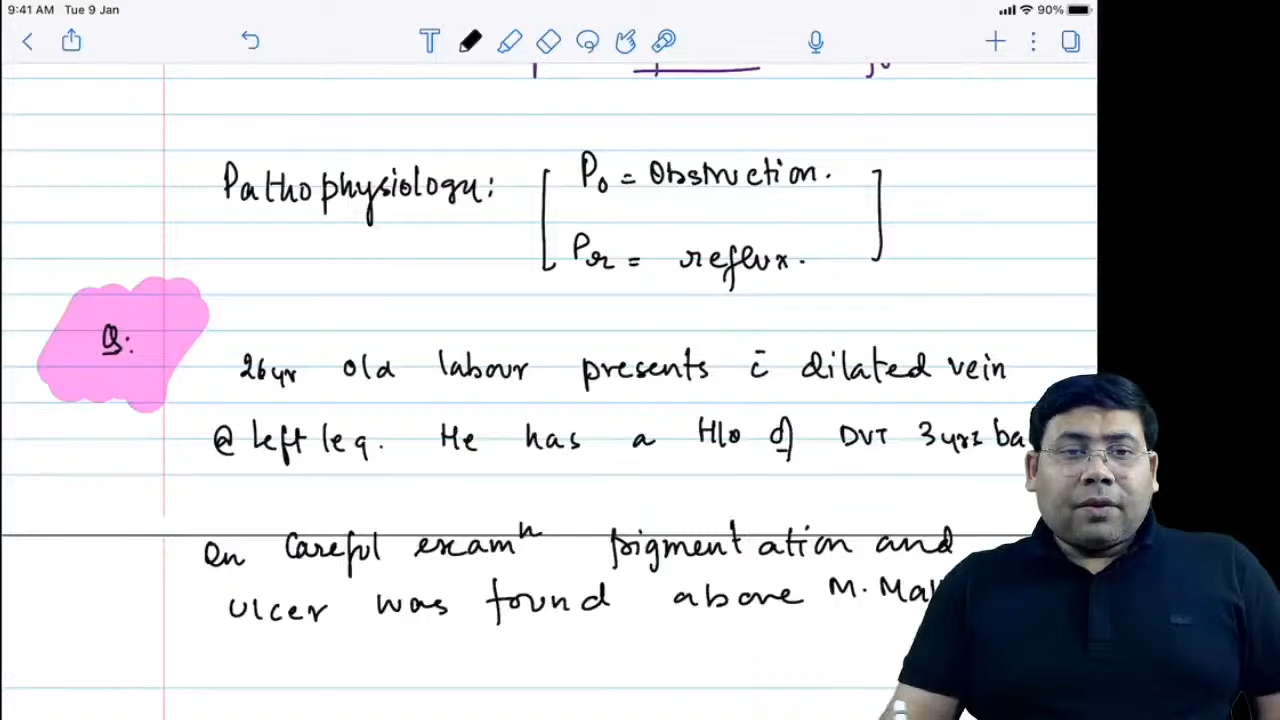 9:41 AM Tue 9 Jan
90%
Pathophysiology: [ Po = Obstruction.
Pr = reflux. ]
Q:
26yr old labour presents c̄ dilated vein
@ left leg. He has a H/o of DVT 3yrs ba
On Careful examⁿ pigmentation and
Ulcer was found above M. Mal